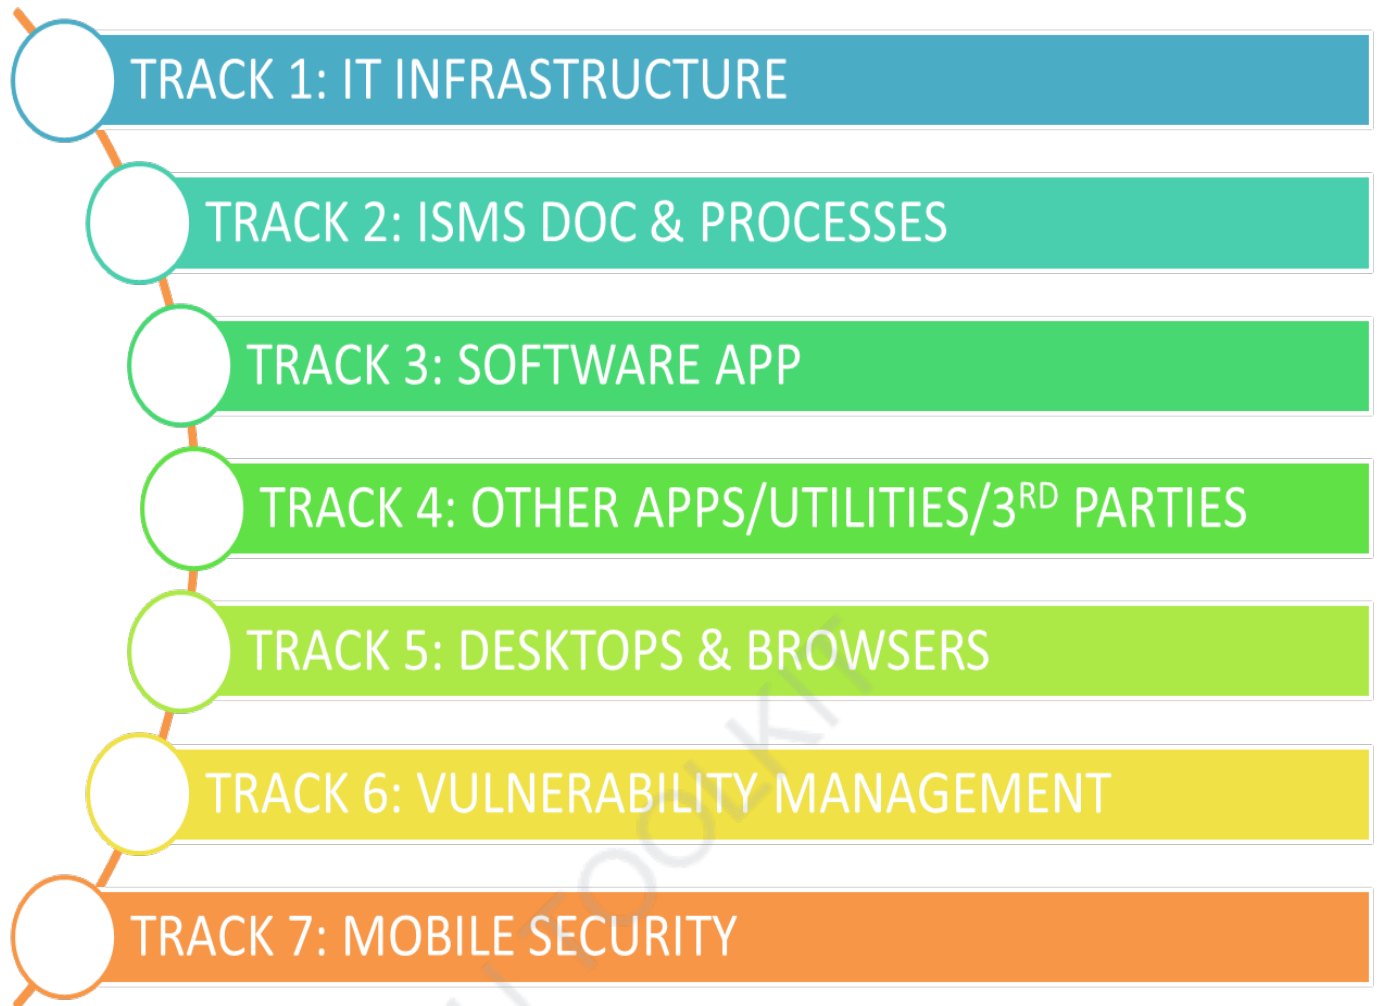 TRACK 1: IT INFRASTRUCTURE
TRACK 2: ISMS DOC & PROCESSES
TRACK 3: SOFTWARE APP
TRACK 4: OTHER APPS/UTILITIES/3RD PARTIES
TRACK 5: DESKTOPS & BROWSERS
TRACK 6: VULNERABILITY MANAGEMENT
TRACK 7: MOBILE SECURITY
TOOLKIT